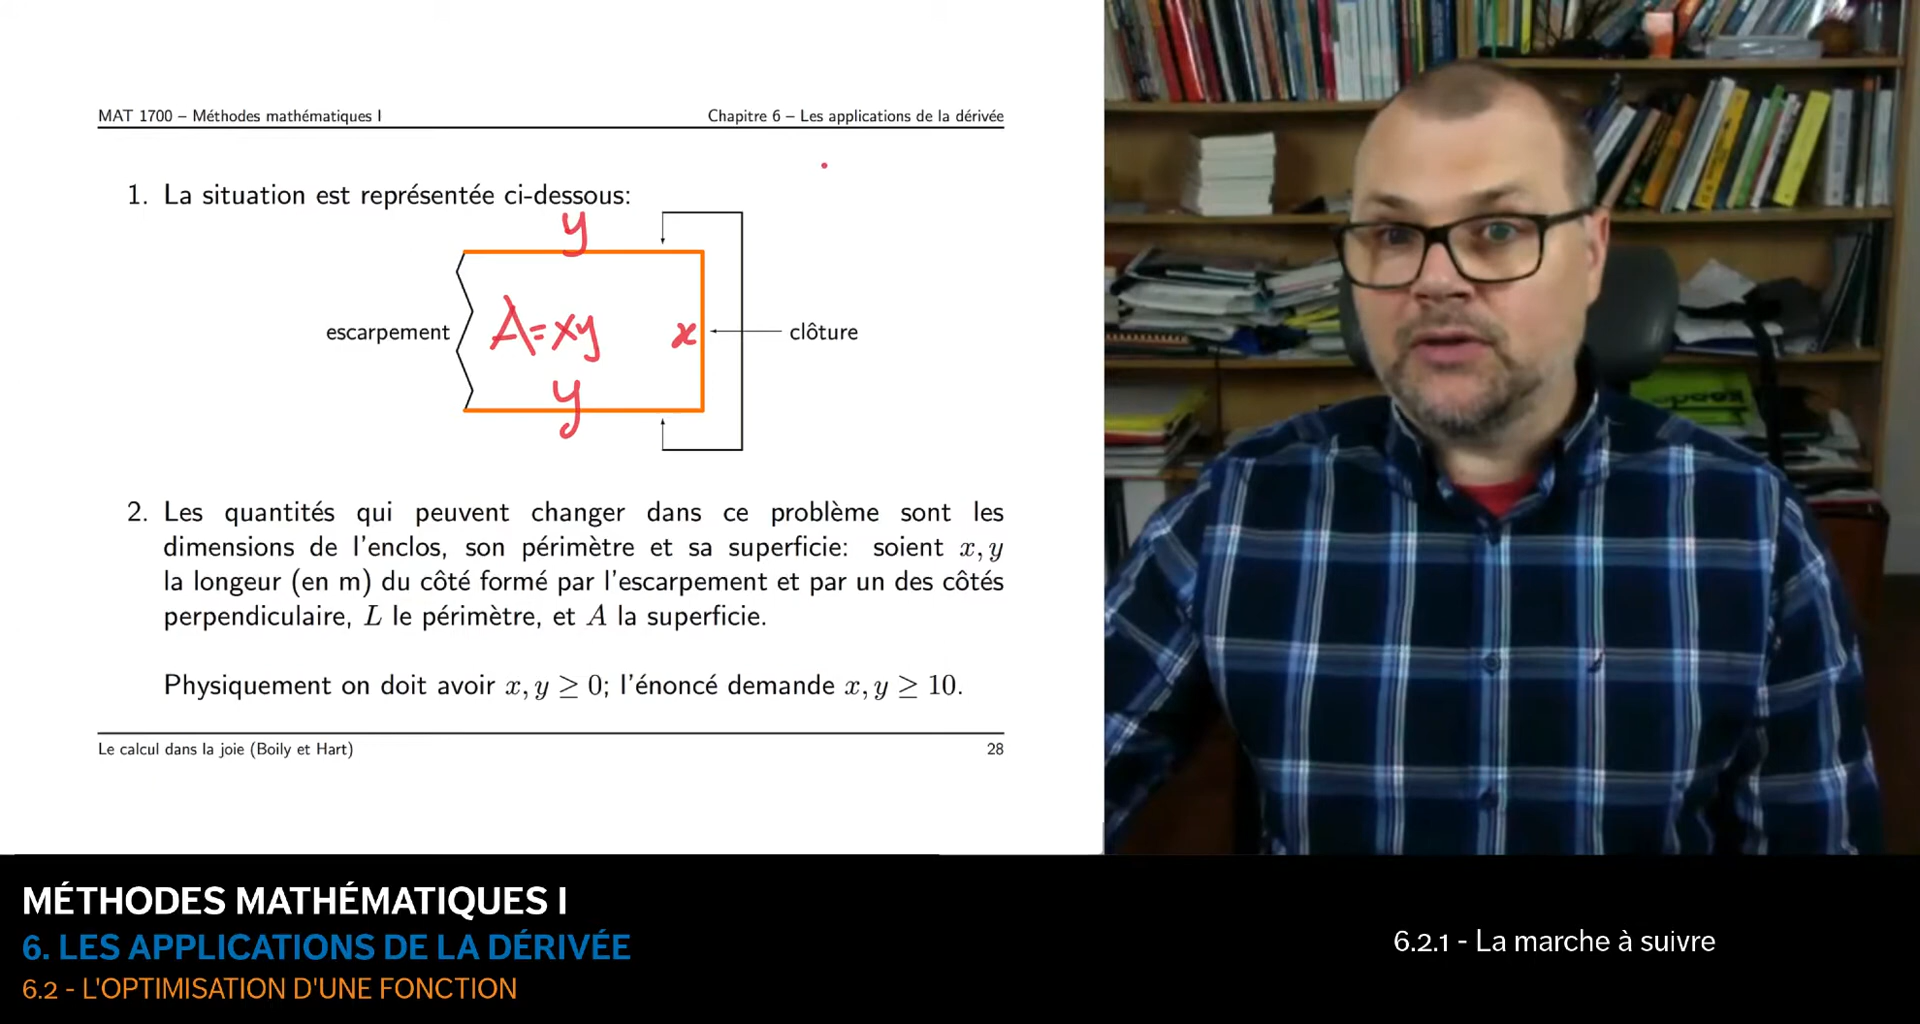 MAT 1700 – Méthodes mathématiques I
Chapitre 6 – Les applications de la dérivée
1. La situation est représentée ci-dessous:
y
escarpement
A=xy
x
clôture
y
2. Les quantités qui peuvent changer dans ce problème sont les
dimensions de l'enclos, son périmètre et sa superficie: soient x, y
la longeur (en m) du côté formé par l'escarpement et par un des côtés
perpendiculaire, L le périmètre, et A la superficie.
Physiquement on doit avoir x, y ≥ 0; l'énoncé demande x, y ≥ 10.
Le calcul dans la joie (Boily et Hart)
28
MÉTHODES MATHÉMATIQUES I
6. LES APPLICATIONS DE LA DÉRIVÉE
6.2 - L'OPTIMISATION D'UNE FONCTION
6.2.1 - La marche à suivre